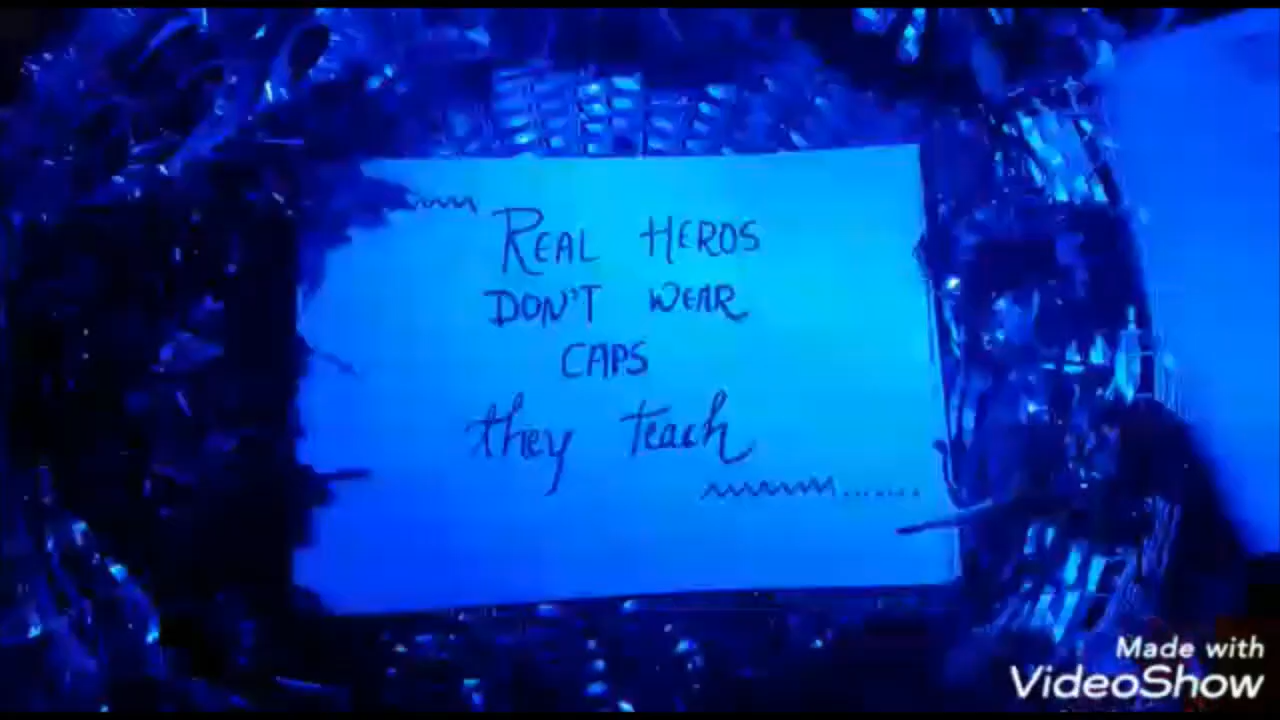 REAL HEROS
DON'T WEAR
CAPS
they teach
Made with
VideoShow